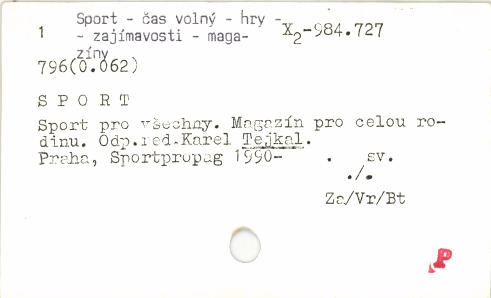 Sport - čas volný - hry -
1 - zajímavosti - maga- X2-984.727
zíny
796(0.062)
S P O R T
Sport pro všechny. Magazín pro celou ro-
dinu. Odp.red.Karel Tejkal.
Praha, Sportpropag 1990- . sv.
./.
Za/Vr/Bt
P